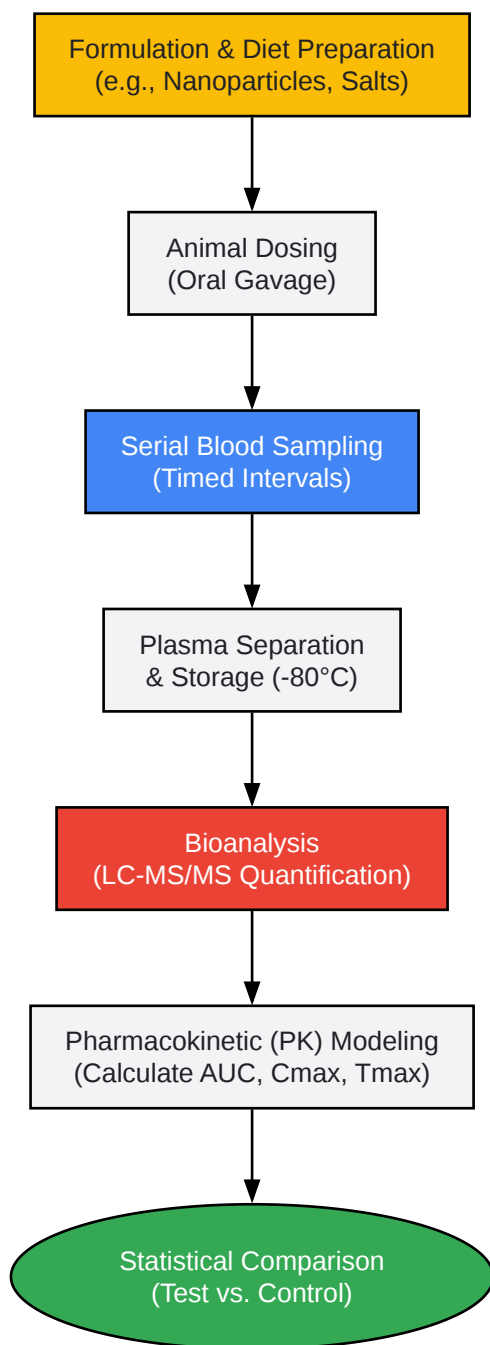 Formulation & Diet Preparation
(e.g., Nanoparticles, Salts)
Animal Dosing
(Oral Gavage)
Serial Blood Sampling
(Timed Intervals)
Plasma Separation
& Storage (-80°C)
Bioanalysis
(LC-MS/MS Quantification)
Pharmacokinetic (PK) Modeling
(Calculate AUC, Cmax, Tmax)
Statistical Comparison
(Test vs. Control)